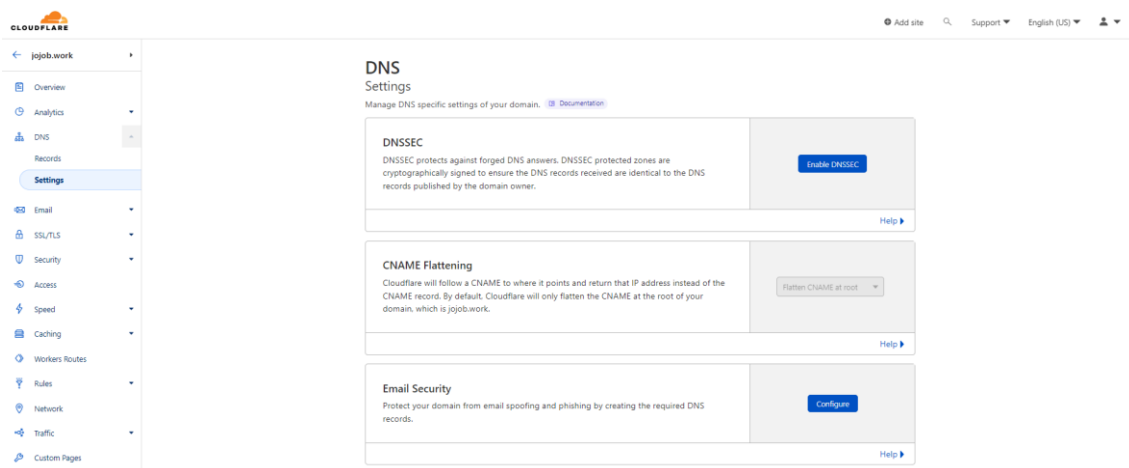 CLOUDFLARE
Add site
Support
English (US)
jojob.work
Overview
Analytics
DNS
Records
Settings
Email
SSL/TLS
Security
Access
Speed
Caching
Workers Routes
Rules
Network
Traffic
Custom Pages
DNS
Settings
Manage DNS specific settings of your domain. Documentation
DNSSEC
DNSSEC protects against forged DNS answers. DNSSEC protected zones are
cryptographically signed to ensure the DNS records received are identical to the DNS
records published by the domain owner.
Enable DNSSEC
Help
CNAME Flattening
Cloudflare will follow a CNAME to where it points and return that IP address instead of the
CNAME record. By default, Cloudflare will only flatten the CNAME at the root of your
domain, which is jojob.work.
Flatten CNAME at root
Help
Email Security
Protect your domain from email spoofing and phishing by creating the required DNS
records.
Configure
Help